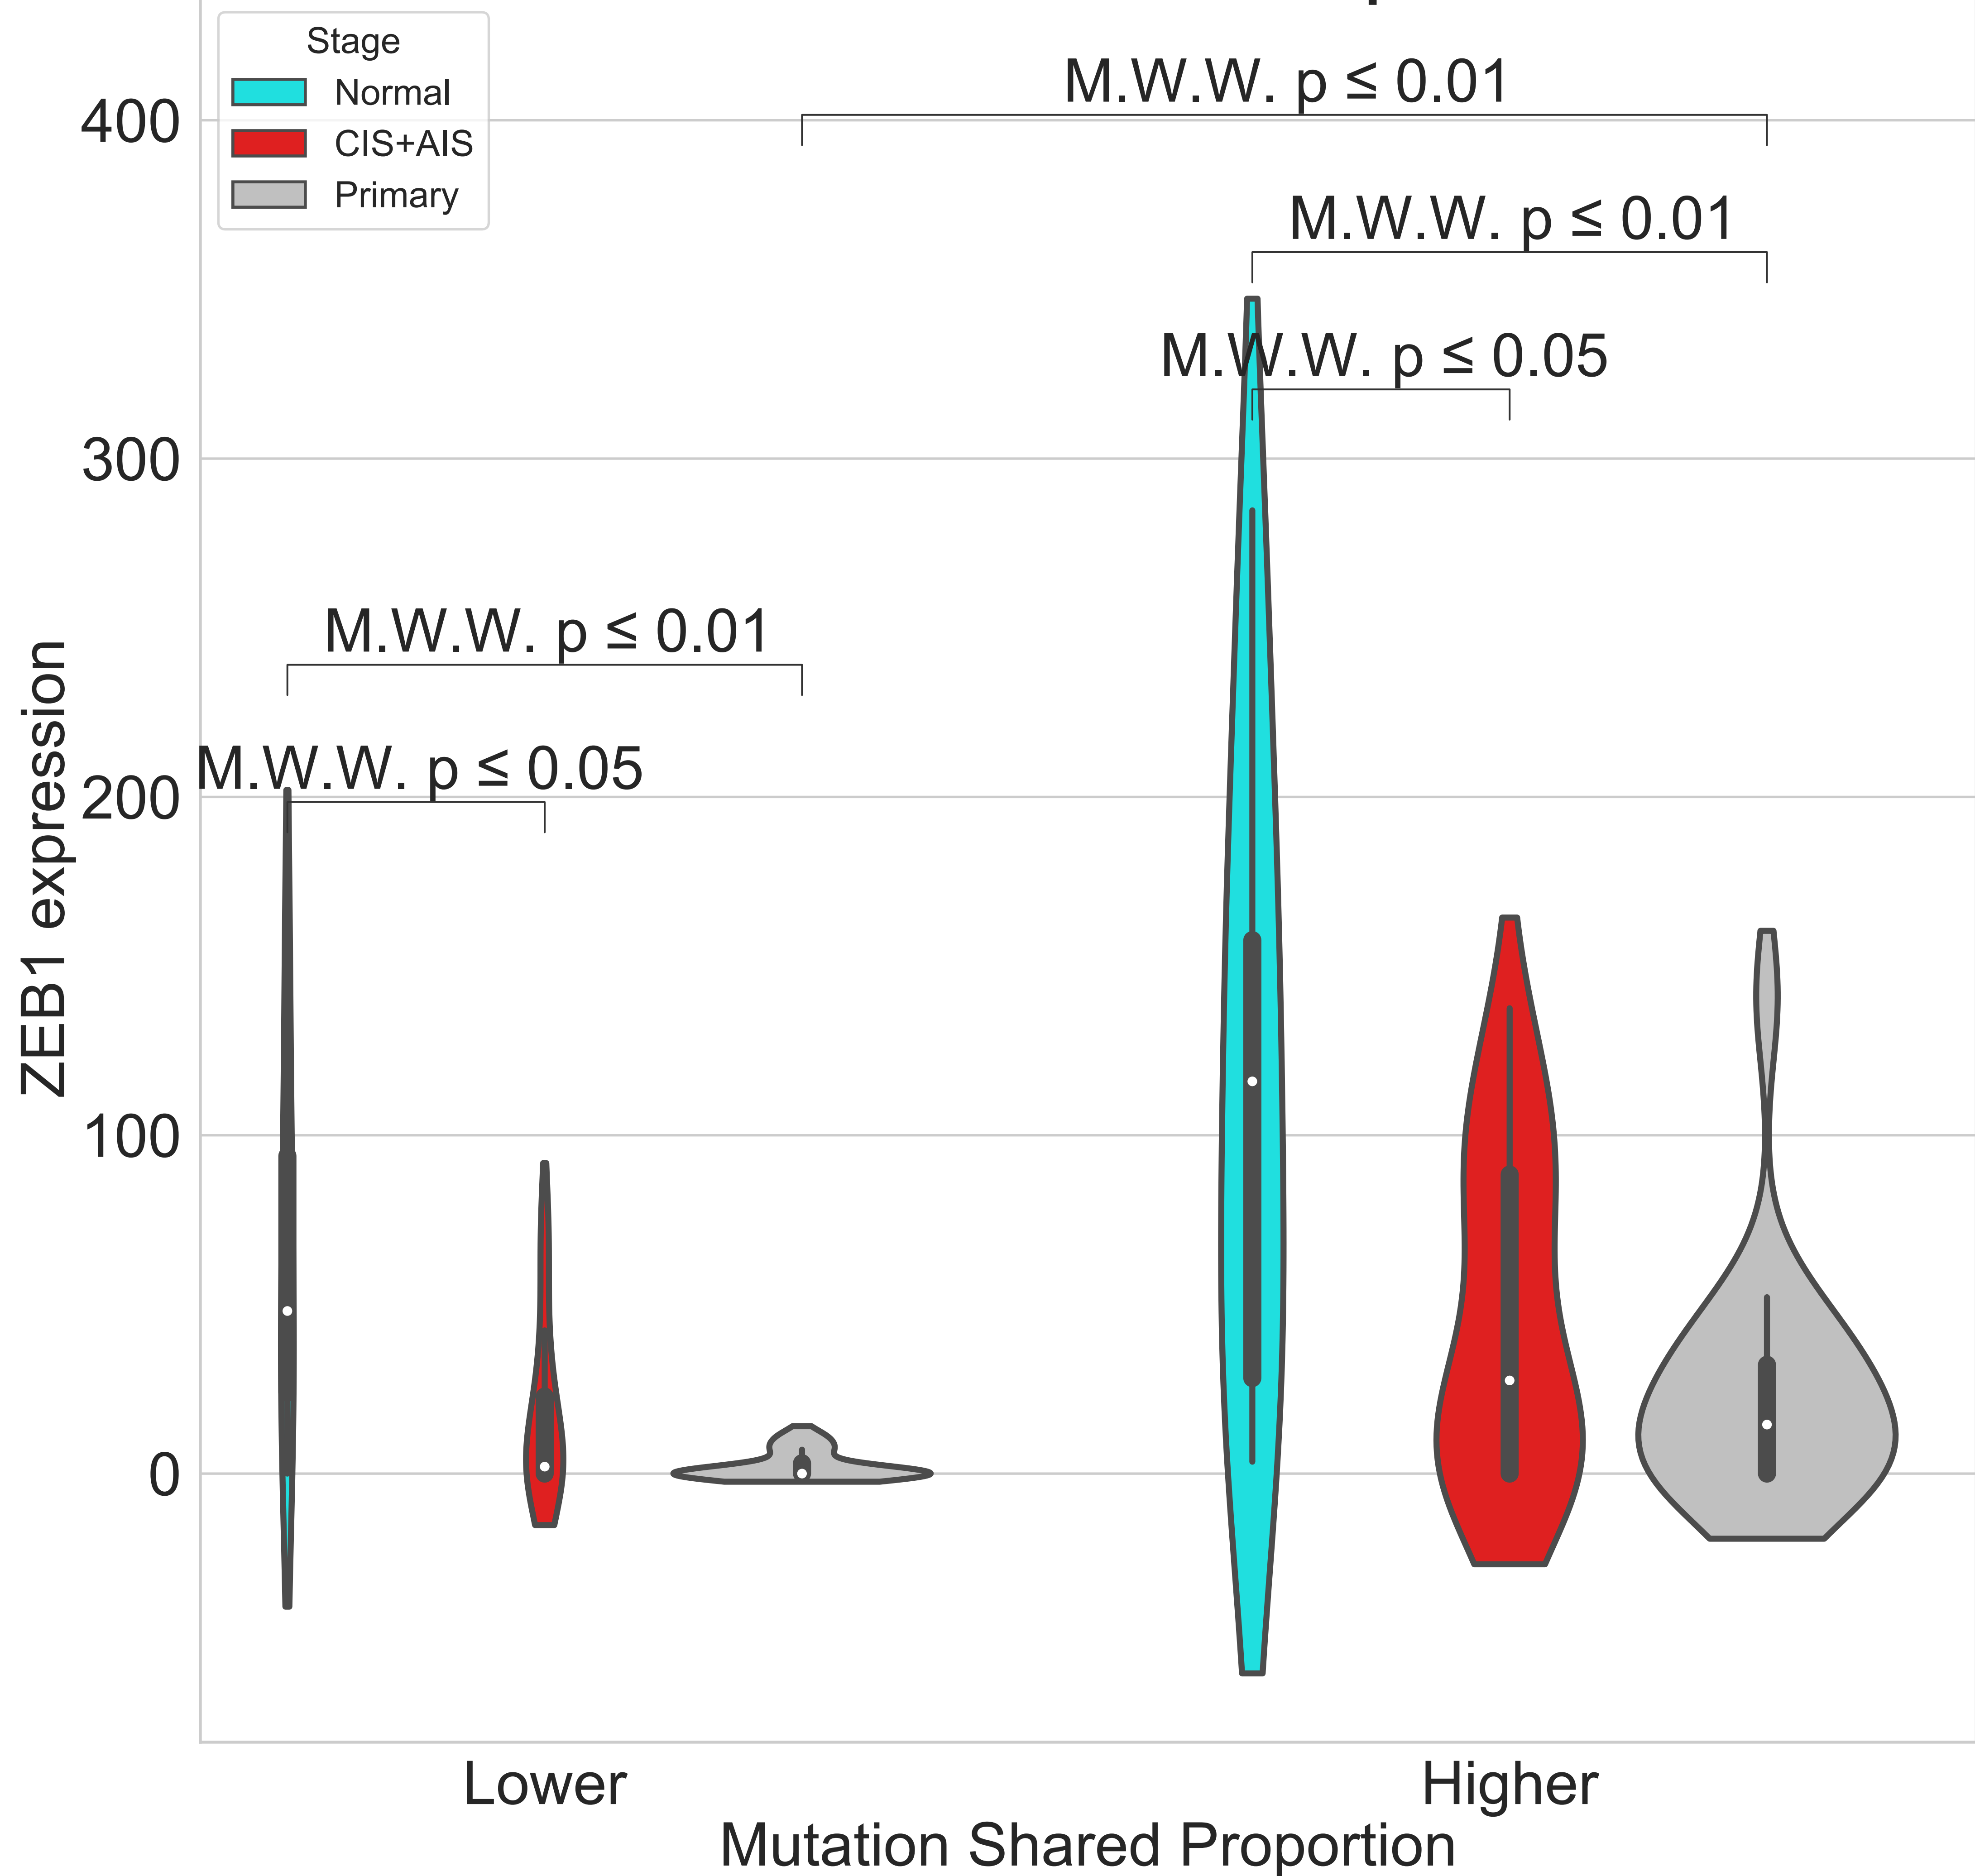 Stage
Normal
CIS+AIS
Primary
M.W.W. p ≤ 0.01
M.W.W. p ≤ 0.01
M.W.W. p ≤ 0.05
M.W.W. p ≤ 0.01
M.W.W. p ≤ 0.05
400
300
200
100
0
ZEB1 expression
Lower
Higher
Mutation Shared Proportion